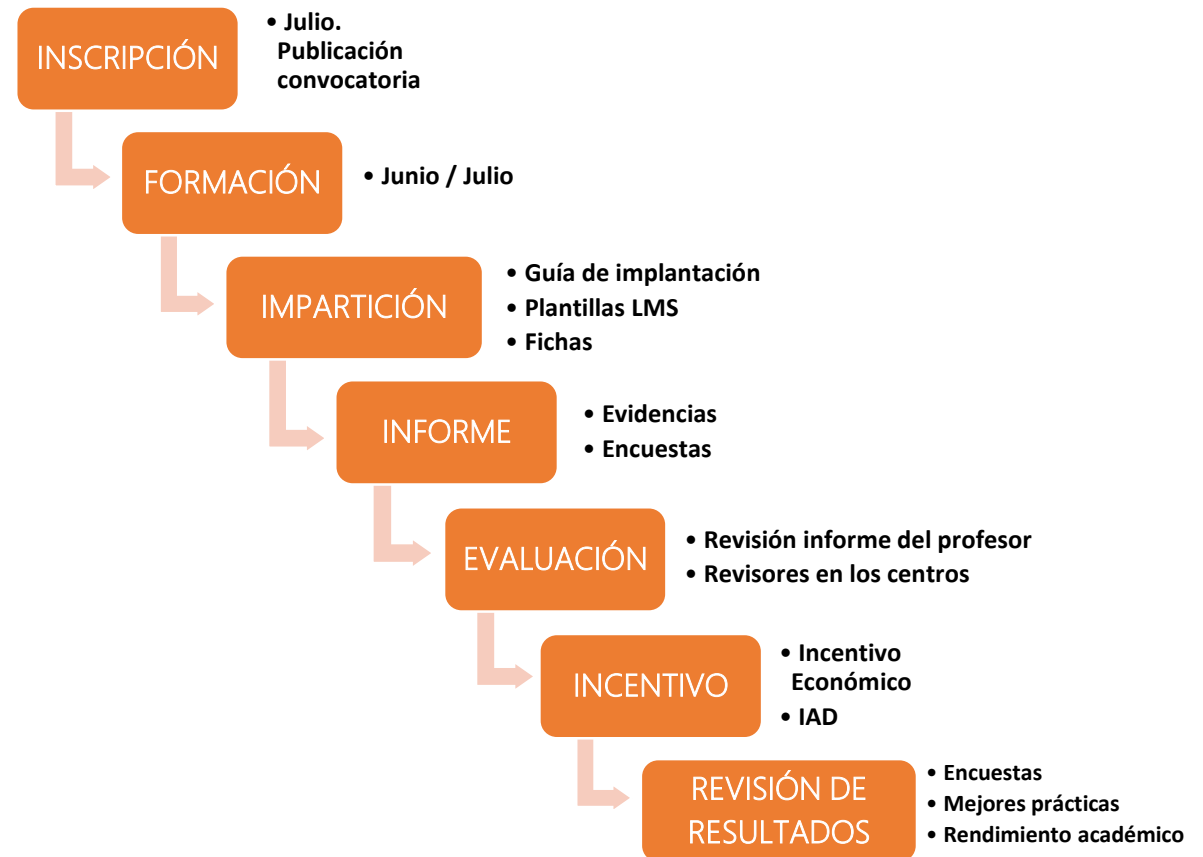 INSCRIPCIÓN
• Julio.
Publicación
convocatoria
FORMACIÓN
• Junio / Julio
IMPARTICIÓN
• Guía de implantación
• Plantillas LMS
• Fichas
INFORME
• Evidencias
• Encuestas
EVALUACIÓN
• Revisión informe del profesor
• Revisores en los centros
INCENTIVO
• Incentivo
Económico
• IAD
REVISIÓN DE
RESULTADOS
• Encuestas
• Mejores prácticas
• Rendimiento académico